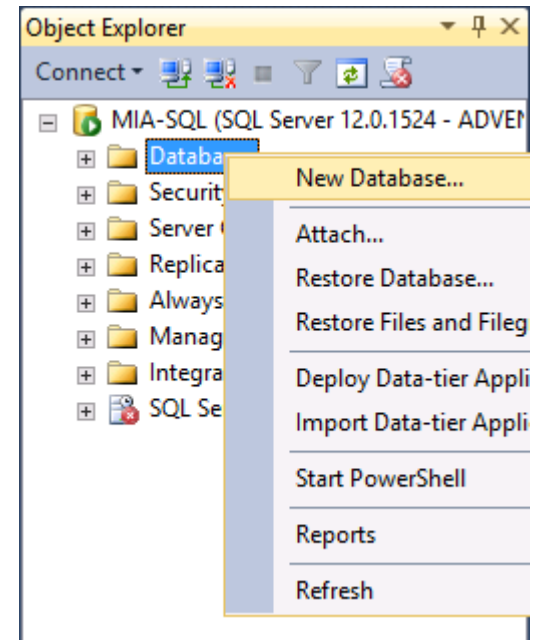 Object Explorer
Connect
MIA-SQL (SQL Server 12.0.1524 - ADVEN
Databa
New Database...
Securit
Server
Attach...
Replica
Restore Database...
Always
Restore Files and Fileg
Manag
Integra
Deploy Data-tier Appli
SQL Se
Import Data-tier Appli
Start PowerShell
Reports
Refresh